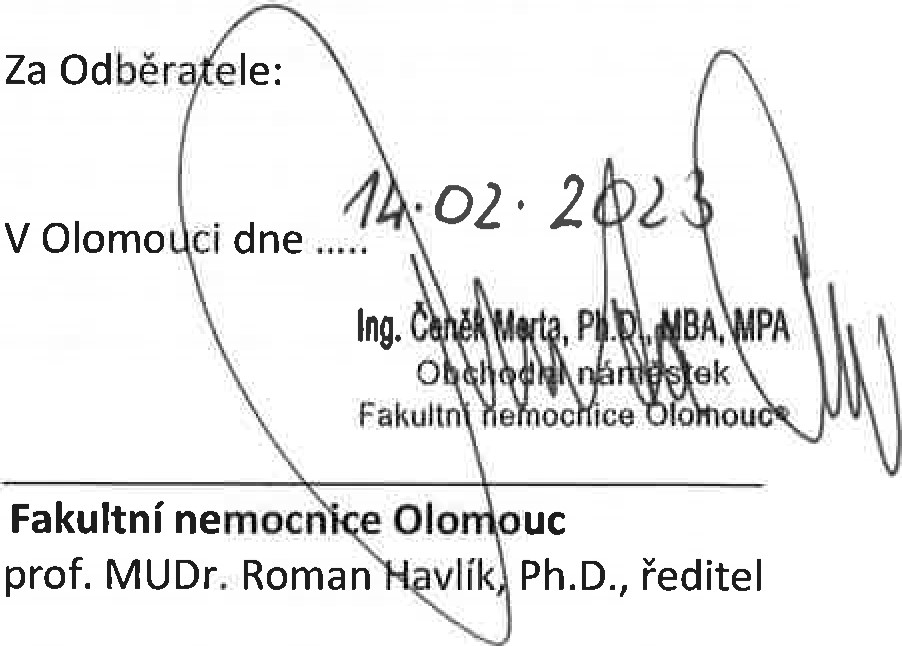 Za Odběratele:
14.02.2023
V Olomouci dne .....
Ing. Čeněk Merta, Ph.D., MBA, MPA
Obchodní náměstek
Fakultní nemocnice Olomouc
Fakultní nemocnice Olomouc
prof. MUDr. Roman Havlík, Ph.D., ředitel